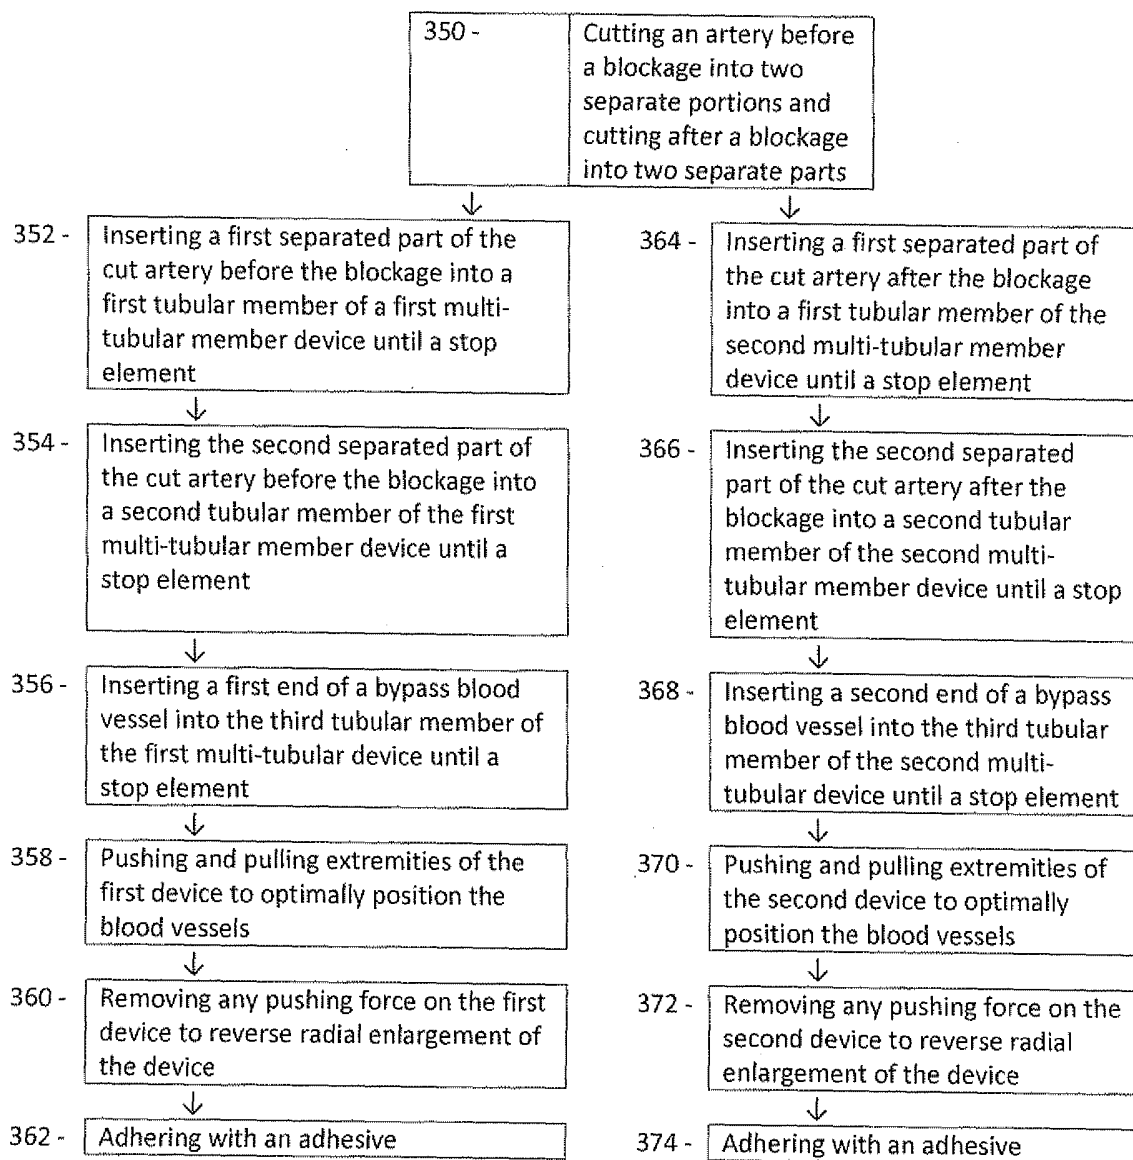 350 - Cutting an artery before
a blockage into two
separate portions and
cutting after a blockage
into two separate parts
352 - Inserting a first separated part of the
cut artery before the blockage into a
first tubular member of a first multi-
tubular member device until a stop
element
354 - Inserting the second separated part of
the cut artery before the blockage into
a second tubular member of the first
multi-tubular member device until a
stop element
356 - Inserting a first end of a bypass blood
vessel into the third tubular member of
the first multi-tubular device until a
stop element
358 - Pushing and pulling extremities of the
first device to optimally position the
blood vessels
360 - Removing any pushing force on the first
device to reverse radial enlargement of
the device
362 - Adhering with an adhesive
364 - Inserting a first separated part of
the cut artery after the blockage
into a first tubular member of the
second multi-tubular member
device until a stop element
366 - Inserting the second separated
part of the cut artery after the
blockage into a second tubular
member of the second multi-
tubular member device until a stop
element
368 - Inserting a second end of a bypass
blood vessel into the third tubular
member of the second multi-
tubular device until a stop element
370 - Pushing and pulling extremities of
the second device to optimally
position the blood vessels
372 - Removing any pushing force on the
second device to reverse radial
enlargement of the device
374 - Adhering with an adhesive